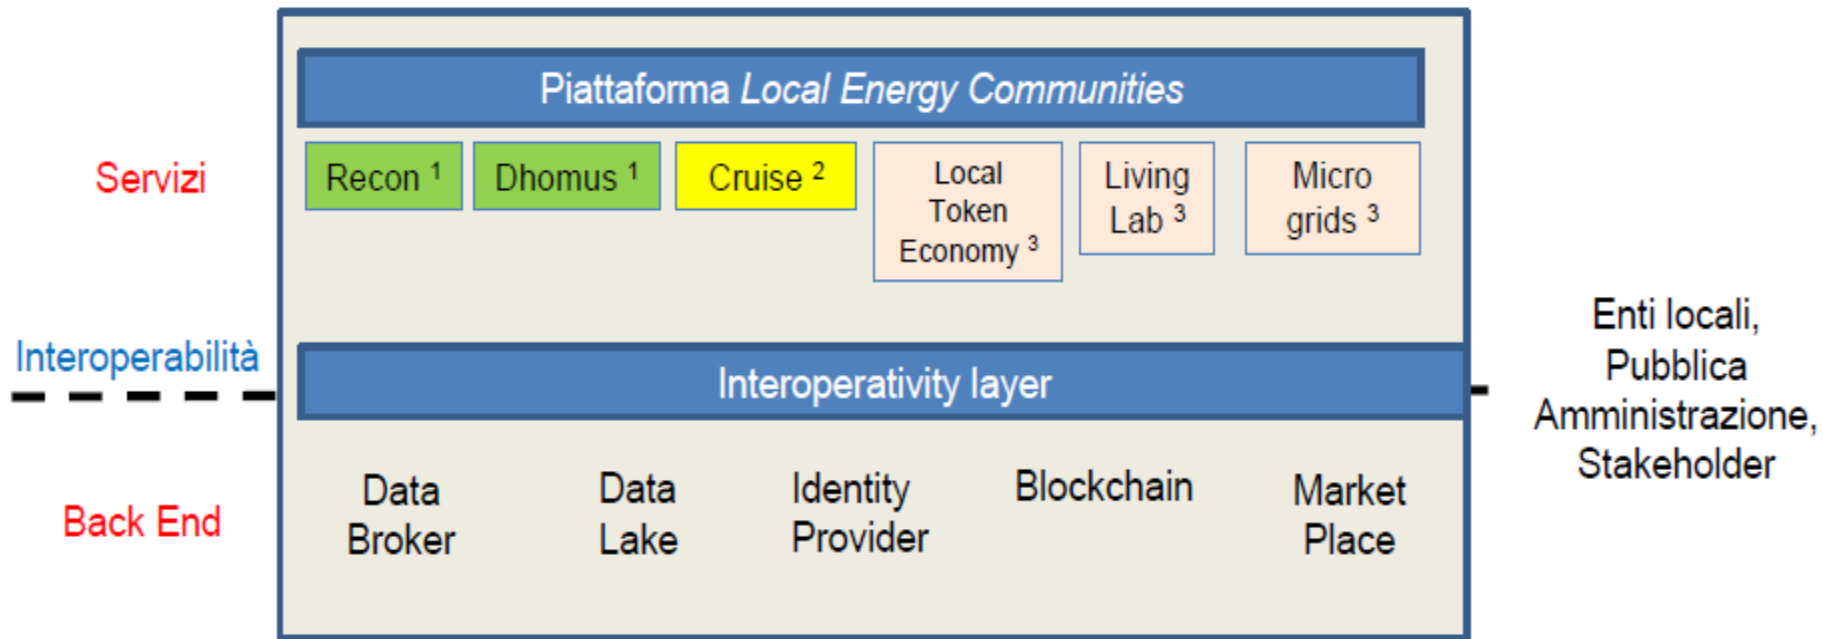 Piattaforma Local Energy Communities
Servizi
Recon ¹
Dhomus ¹
Cruise ²
Local
Token
Economy ³
Living
Lab ³
Micro
grids ³
Interoperabilità
Interoperativity layer
Enti locali,
Pubblica
Amministrazione,
Stakeholder
Back End
Data
Broker
Data
Lake
Identity
Provider
Blockchain
Market
Place